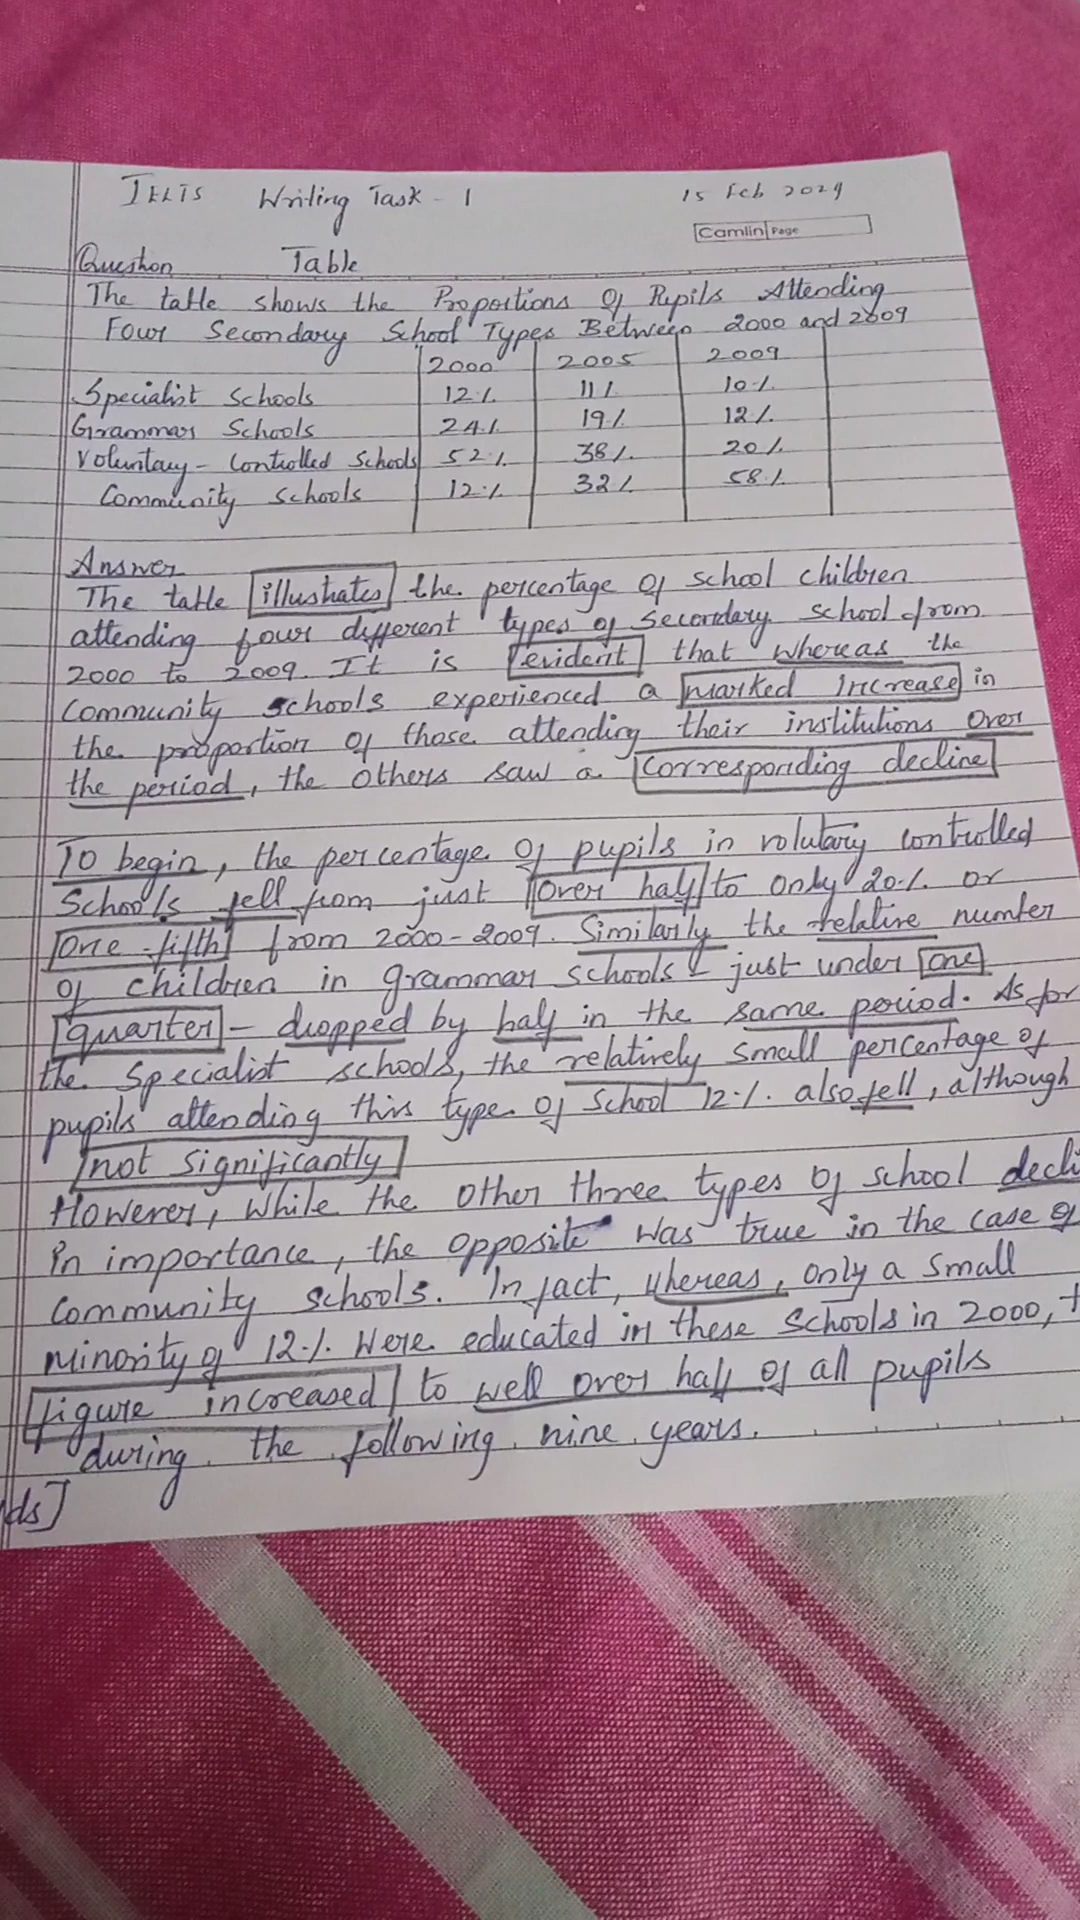 IELTS Writing Task - 1 15 Feb 2024
Camlin Page
Question Table
The table shows the Proportions Of Pupils Attending
Four Secondary School Types Between 2000 and 2009
2000 2005 2009
Specialist Schools 12% 11% 10%
Grammar Schools 24% 19% 12%
Voluntary - Controlled Schools 52% 38% 20%
Community Schools 12% 32% 58%
Answer
The table illustrates the percentage of school children
attending four different types of secondary school from
2000 to 2009. It is evident that whereas the
Community schools experienced a marked increase in
the proportion of those attending their institutions over
the period, the others saw a corresponding decline
To begin, the percentage of pupils in volutary controlled
Schools fell from just over half to only 20% or
one-fifth from 2000-2009. Similarly the relative number
of children in grammar schools - just under one
quarter - dropped by half in the same period. As for
the Specialist schools, the relatively small percentage of
pupils attending this type of School 12% also fell, although
not significantly
However, while the other three types of school decli
in importance, the opposite was true in the case of
Community schools. In fact, whereas, only a small
minority of 12% were educated in these Schools in 2000, t
figure increased to well over half of all pupils
during the following nine years.
ds]